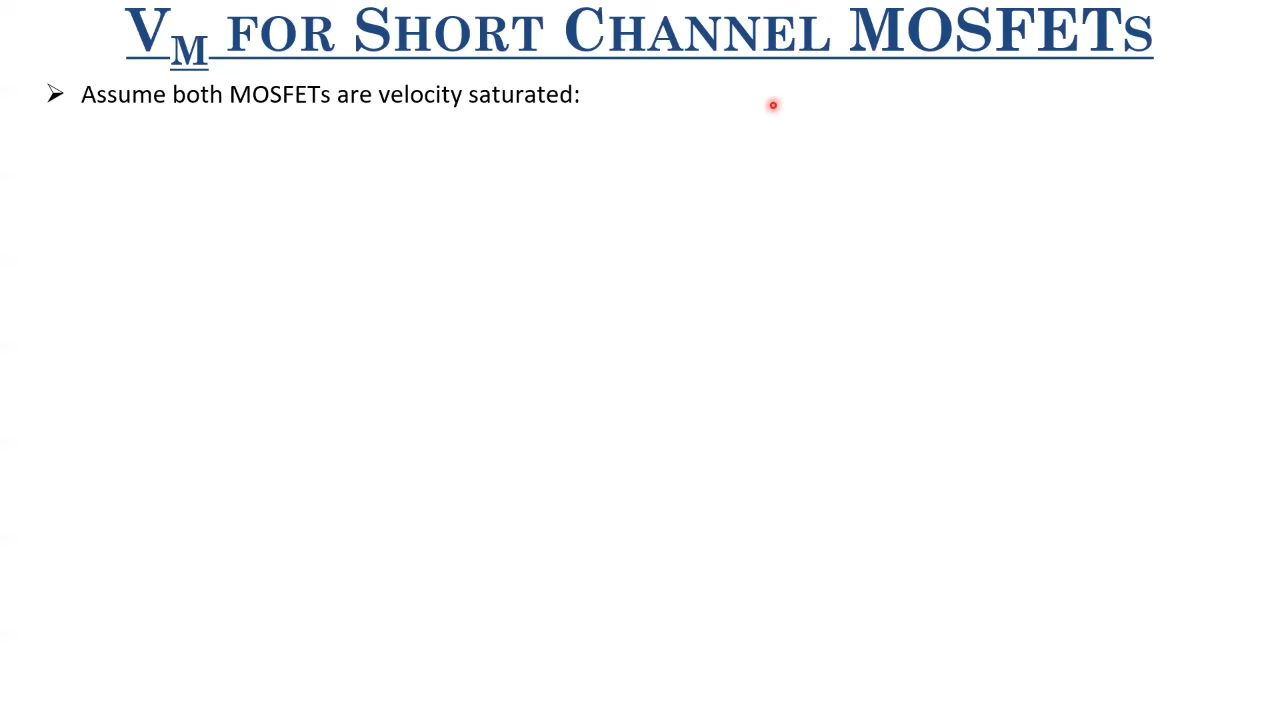 VM FOR SHORT CHANNEL MOSFETS
➢ Assume both MOSFETs are velocity saturated: